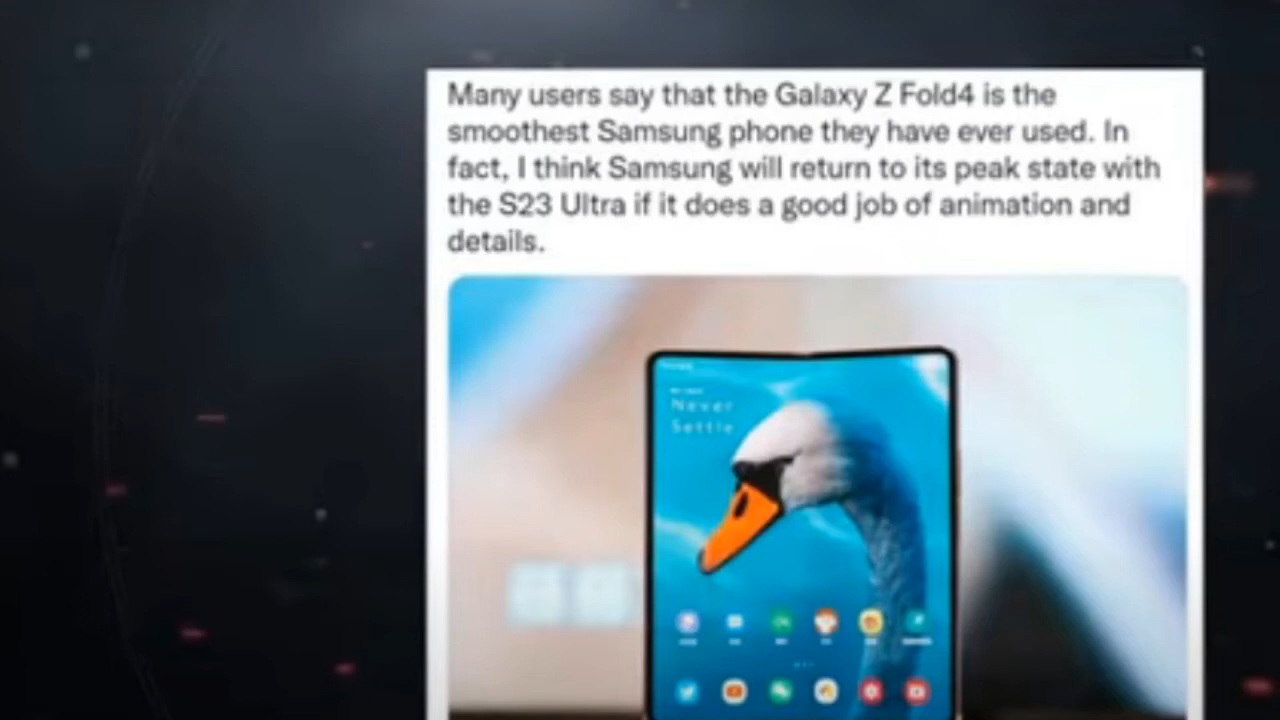 Many users say that the Galaxy Z Fold4 is the
smoothest Samsung phone they have ever used. In
fact, I think Samsung will return to its peak state with
the S23 Ultra if it does a good job of animation and
details.
Never
Settle